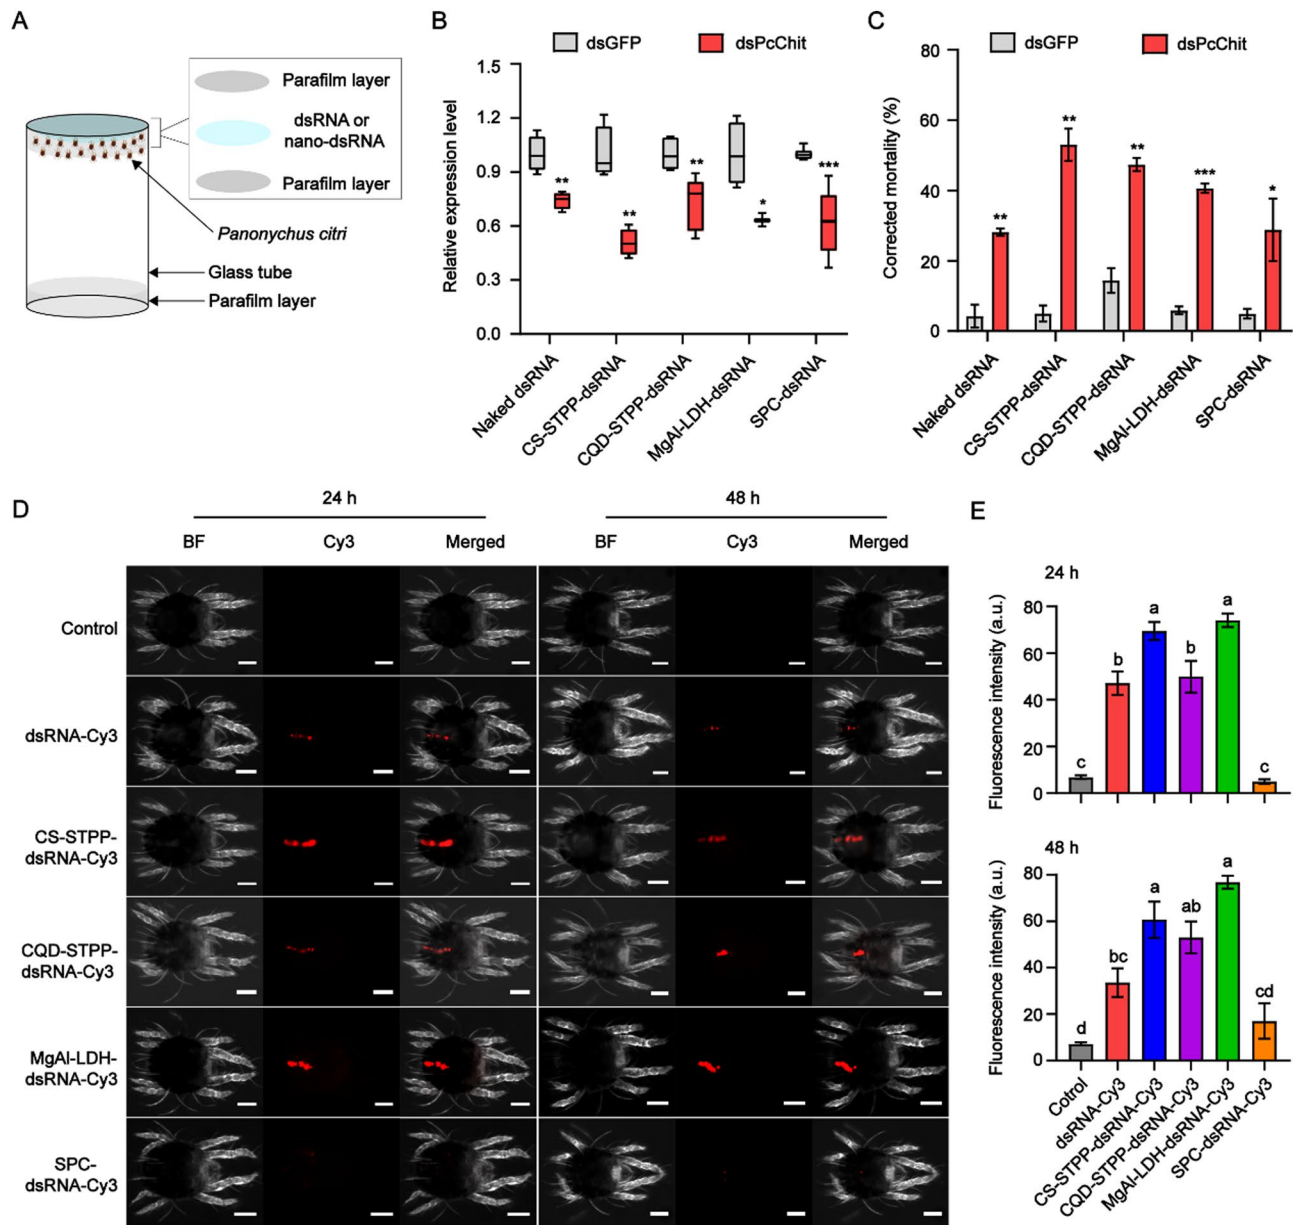 A
Parafilm layer
dsRNA or
nano-dsRNA
Parafilm layer
Panonychus citri
Glass tube
Parafilm layer
B
dsGFP
dsPcChit
Relative expression level
1.5
1.2
0.9
0.6
0.3
0.0
**
**
**
*
***
Naked dsRNA
CS-STPP-dsRNA
CQD-STPP-dsRNA
MgAl-LDH-dsRNA
SPC-dsRNA
C
dsGFP
dsPcChit
Corrected mortality (%)
80
60
40
20
0
**
**
**
***
*
Naked dsRNA
CS-STPP-dsRNA
CQD-STPP-dsRNA
MgAl-LDH-dsRNA
SPC-dsRNA
D
24 h
48 h
BF
Cy3
Merged
BF
Cy3
Merged
Control
dsRNA-Cy3
CS-STPP-
dsRNA-Cy3
CQD-STPP-
dsRNA-Cy3
MgAl-LDH-
dsRNA-Cy3
SPC-
dsRNA-Cy3
E
24 h
Fluorescence intensity (a.u.)
80
60
40
20
0
c
b
a
b
a
c
48 h
Fluorescence intensity (a.u.)
80
60
40
20
0
d
bc
a
ab
a
cd
Cotrol
dsRNA-Cy3
CS-STPP-dsRNA-Cy3
CQD-STPP-dsRNA-Cy3
MgAl-LDH-dsRNA-Cy3
SPC-dsRNA-Cy3